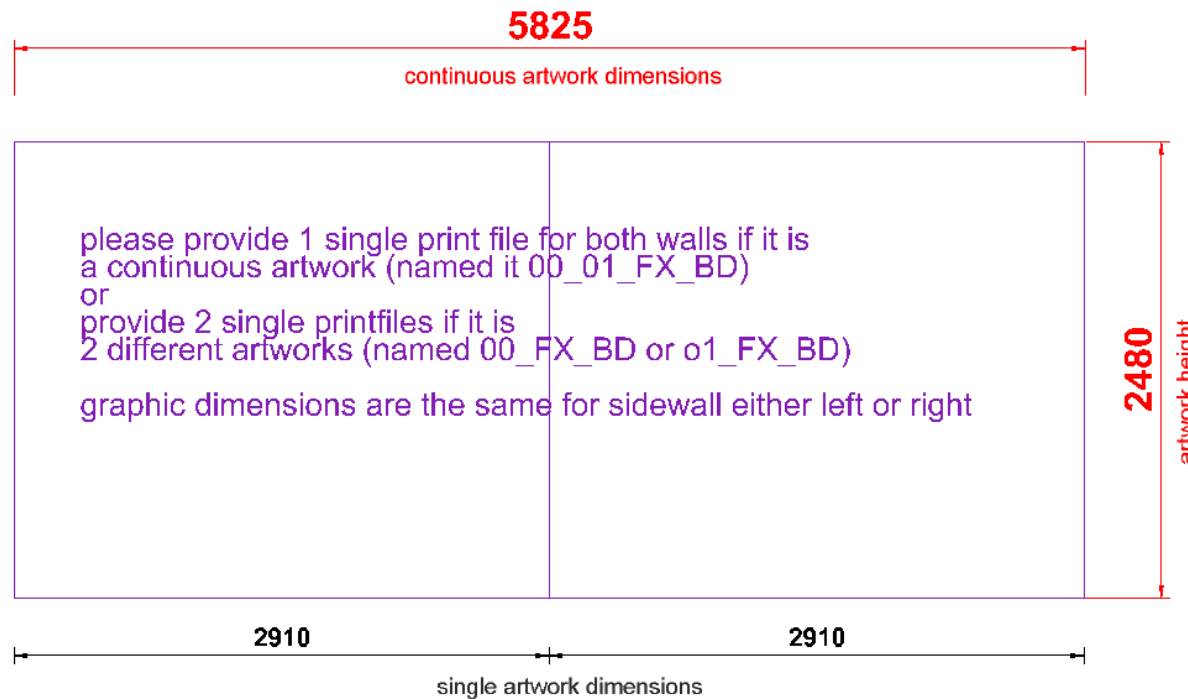 5825
continuous artwork dimensions
please provide 1 single print file for both walls if it is
a continuous artwork (named it 00_01_FX_BD)
or
provide 2 single printfiles if it is
2 different artworks (named 00_FX_BD or o1_FX_BD)
graphic dimensions are the same for sidewall either left or right
2480
artwork height
2910
2910
single artwork dimensions